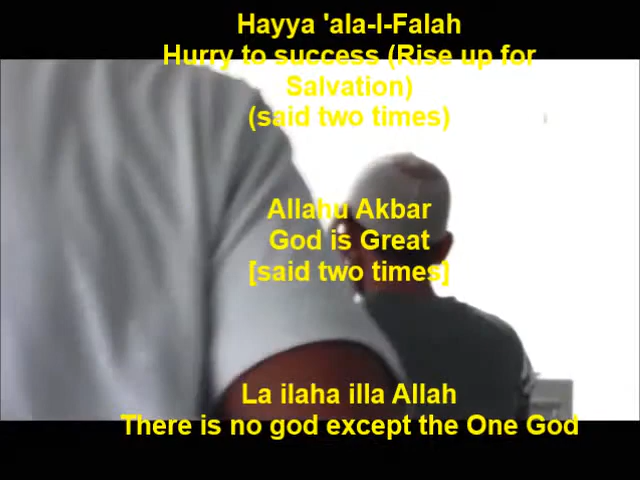 Hayya 'ala-l-Falah
Hurry to success (Rise up for
Salvation)
(said two times)
Allahu Akbar
God is Great
[said two times]
La ilaha illa Allah
There is no god except the One God